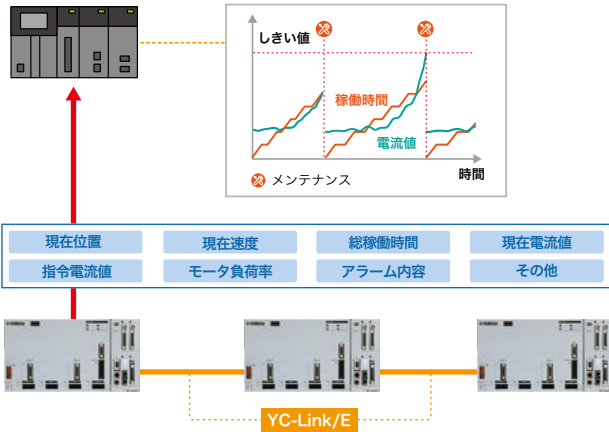 しきい値
稼働時間
電流値
時間
メンテナンス
現在位置 現在速度 総稼働時間 現在電流値
指令電流値 モータ負荷率 アラーム内容 その他
YC-Link/E